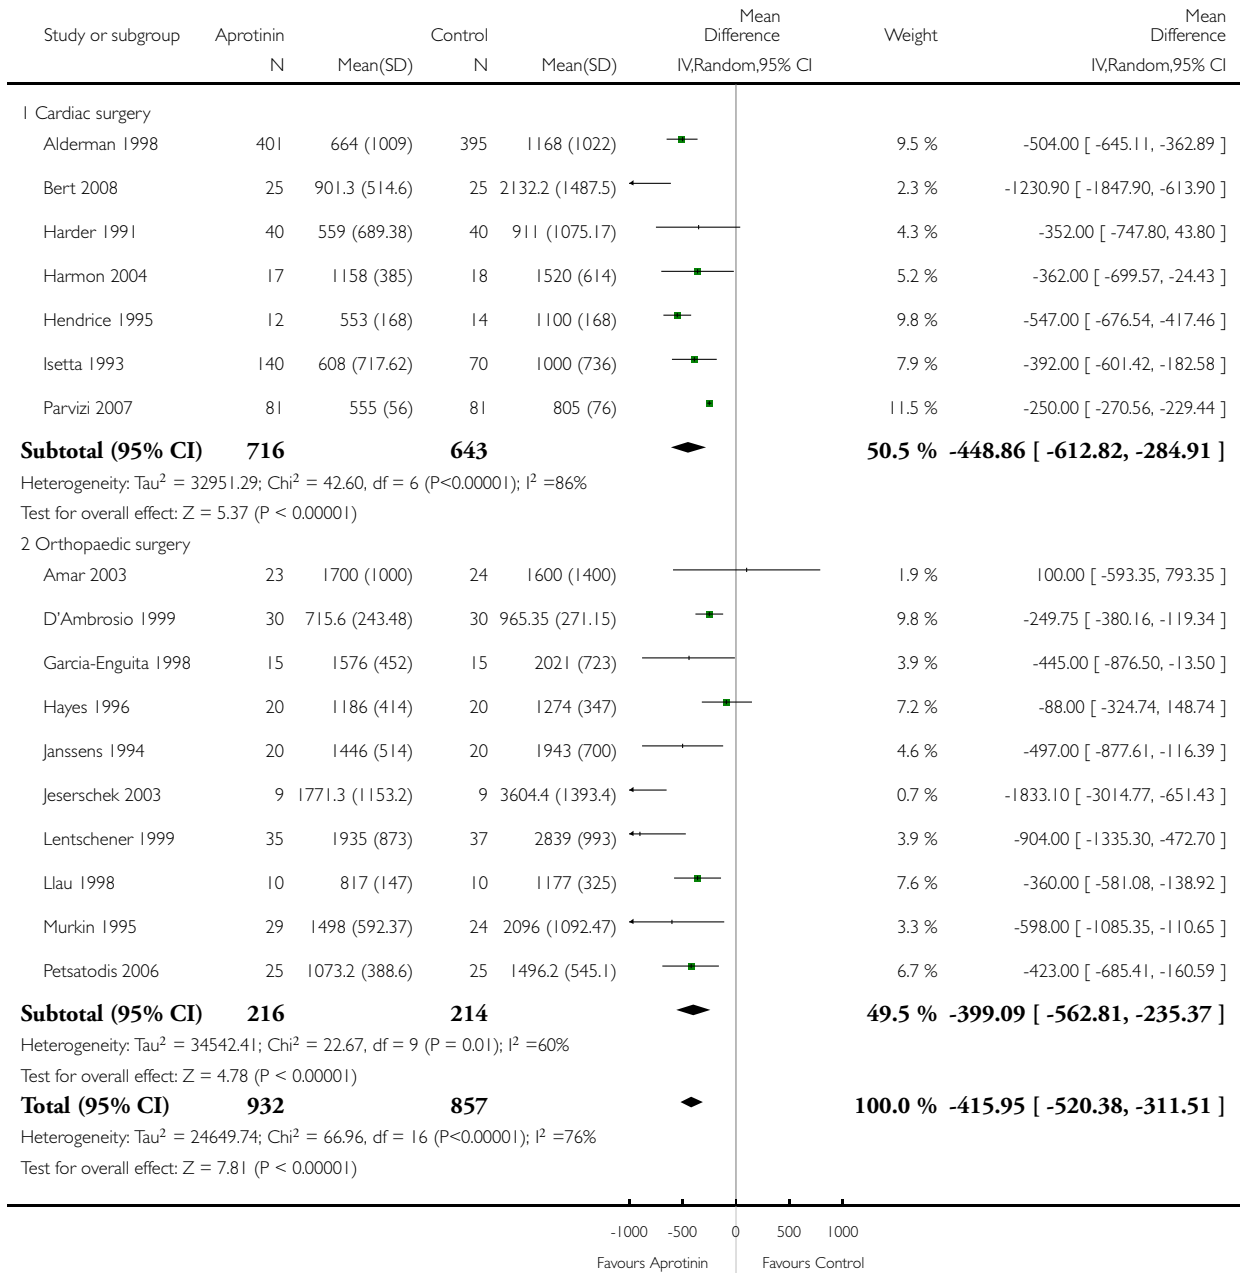 Mean Mean
Study or subgroup Aprotinin Control Difference Weight Difference
N Mean(SD) N Mean(SD) IV,Random,95% CI IV,Random,95% CI
1 Cardiac surgery
Alderman 1998 401 664 (1009) 395 1168 (1022) 9.5 % -504.00 [ -645.11, -362.89 ]
Bert 2008 25 901.3 (514.6) 25 2132.2 (1487.5) 2.3 % -1230.90 [ -1847.90, -613.90 ]
Harder 1991 40 559 (689.38) 40 911 (1075.17) 4.3 % -352.00 [ -747.80, 43.80 ]
Harmon 2004 17 1158 (385) 18 1520 (614) 5.2 % -362.00 [ -699.57, -24.43 ]
Hendrice 1995 12 553 (168) 14 1100 (168) 9.8 % -547.00 [ -676.54, -417.46 ]
Isetta 1993 140 608 (717.62) 70 1000 (736) 7.9 % -392.00 [ -601.42, -182.58 ]
Parvizi 2007 81 555 (56) 81 805 (76) 11.5 % -250.00 [ -270.56, -229.44 ]
Subtotal (95% CI) 716 643 50.5 % -448.86 [ -612.82, -284.91 ]
Heterogeneity: Tau² = 32951.29; Chi² = 42.60, df = 6 (P<0.00001); I² =86%
Test for overall effect: Z = 5.37 (P < 0.00001)
2 Orthopaedic surgery
Amar 2003 23 1700 (1000) 24 1600 (1400) 1.9 % 100.00 [ -593.35, 793.35 ]
D'Ambrosio 1999 30 715.6 (243.48) 30 965.35 (271.15) 9.8 % -249.75 [ -380.16, -119.34 ]
Garcia-Enguita 1998 15 1576 (452) 15 2021 (723) 3.9 % -445.00 [ -876.50, -13.50 ]
Hayes 1996 20 1186 (414) 20 1274 (347) 7.2 % -88.00 [ -324.74, 148.74 ]
Janssens 1994 20 1446 (514) 20 1943 (700) 4.6 % -497.00 [ -877.61, -116.39 ]
Jeserschek 2003 9 1771.3 (1153.2) 9 3604.4 (1393.4) 0.7 % -1833.10 [ -3014.77, -651.43 ]
Lentschener 1999 35 1935 (873) 37 2839 (993) 3.9 % -904.00 [ -1335.30, -472.70 ]
Llau 1998 10 817 (147) 10 1177 (325) 7.6 % -360.00 [ -581.08, -138.92 ]
Murkin 1995 29 1498 (592.37) 24 2096 (1092.47) 3.3 % -598.00 [ -1085.35, -110.65 ]
Petsatodis 2006 25 1073.2 (388.6) 25 1496.2 (545.1) 6.7 % -423.00 [ -685.41, -160.59 ]
Subtotal (95% CI) 216 214 49.5 % -399.09 [ -562.81, -235.37 ]
Heterogeneity: Tau² = 34542.41; Chi² = 22.67, df = 9 (P = 0.01); I² =60%
Test for overall effect: Z = 4.78 (P < 0.00001)
Total (95% CI) 932 857 100.0 % -415.95 [ -520.38, -311.51 ]
Heterogeneity: Tau² = 24649.74; Chi² = 66.96, df = 16 (P<0.00001); I² =76%
Test for overall effect: Z = 7.81 (P < 0.00001)
-1000 -500 0 500 1000
Favours Aprotinin Favours Control